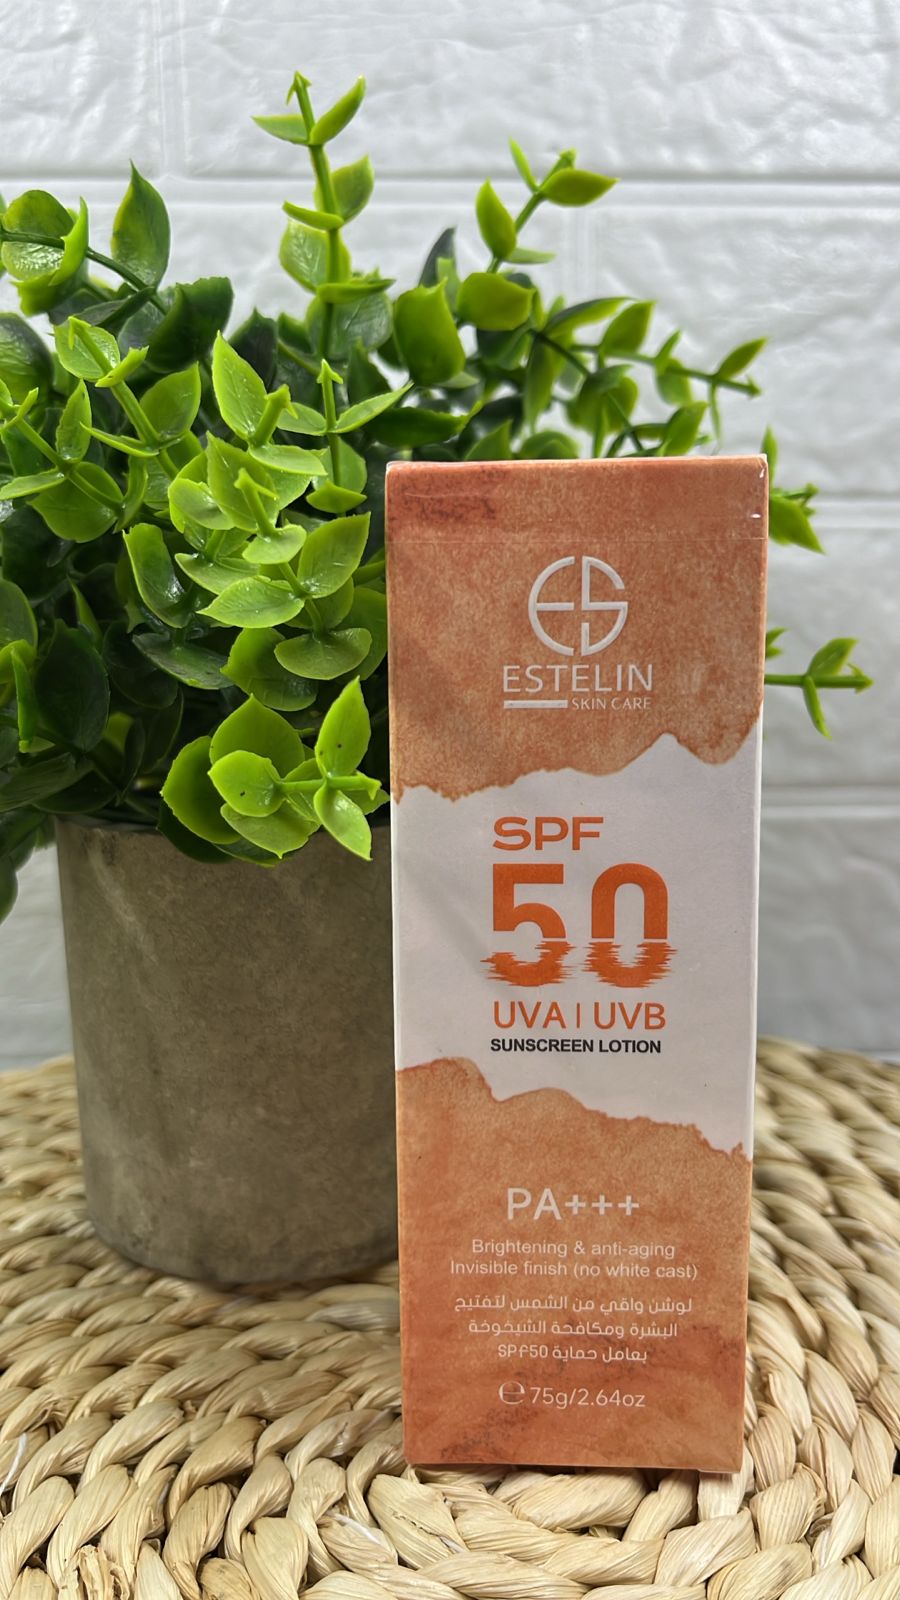 ES
ESTELIN
SKIN CARE
SPF
50
UVA | UVB
SUNSCREEN LOTION
PA+++
Brightening & anti-aging
Invisible finish (no white cast)
لوشن واقي من الشمس لتفتيح
البشرة ومكافحة الشيخوخة
بعامل حماية SPF50
℮ 75g/2.64oz